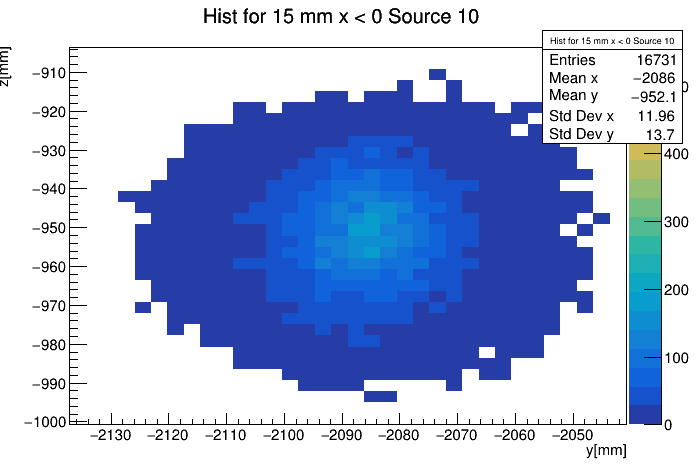 Hist for 15 mm x < 0 Source 10
Hist for 15 mm x < 0 Source 10
Entries 16731
Mean x −2086
Mean y −952.1
Std Dev x 11.96
Std Dev y 13.7
z[mm]
−910
−920
−930
−940
−950
−960
−970
−980
−990
−1000
−2130 −2120 −2110 −2100 −2090 −2080 −2070 −2060 −2050
y[mm]
400
300
200
100
0